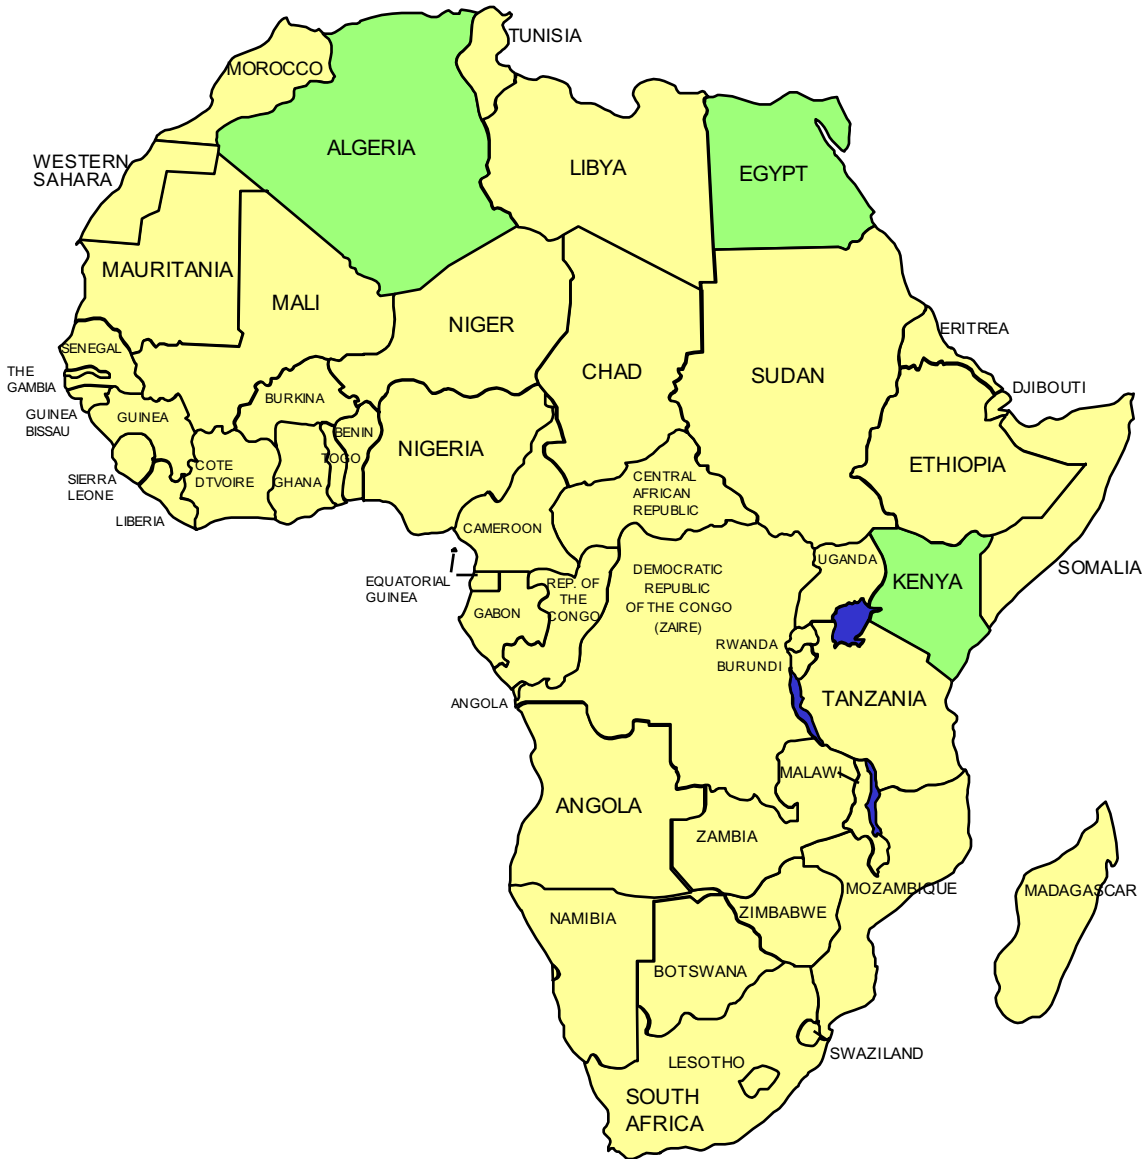 TUNISIA
MOROCCO
ALGERIA
LIBYA
EGYPT
WESTERN
SAHARA
MAURITANIA
MALI
NIGER
CHAD
SUDAN
ERITREA
SENEGAL
THE
GAMBIA
DJIBOUTI
GUINEA
BISSAU
GUINEA
BURKINA
BENIN
TOGO
NIGERIA
ETHIOPIA
SIERRA
LEONE
COTE
DTVOIRE
GHANA
LIBERIA
CENTRAL
AFRICAN
REPUBLIC
CAMEROON
UGANDA
KENYA
SOMALIA
EQUATORIAL
GUINEA
GABON
REP. OF
THE
CONGO
DEMOCRATIC
REPUBLIC
OF THE CONGO
(ZAIRE)
RWANDA
BURUNDI
TANZANIA
ANGOLA
MALAWI
ANGOLA
ZAMBIA
MOZAMBIQUE
MADAGASCAR
NAMIBIA
ZIMBABWE
BOTSWANA
SWAZILAND
LESOTHO
SOUTH
AFRICA